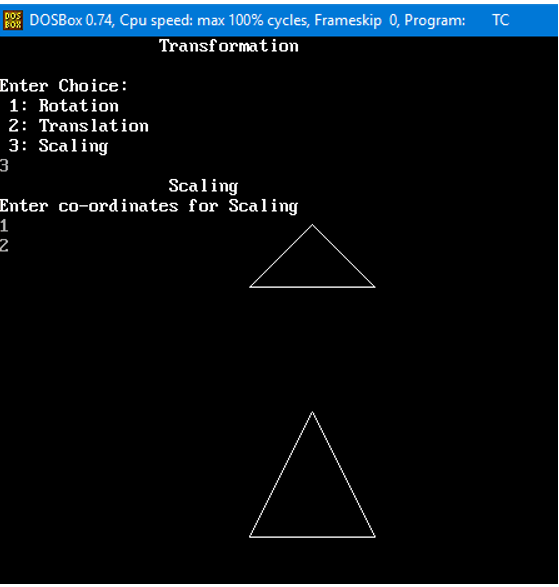 DOS BOX DOSBox 0.74, Cpu speed: max 100% cycles, Frameskip 0, Program: TC
Transformation
Enter Choice:
1: Rotation
2: Translation
3: Scaling
3
Scaling
Enter co-ordinates for Scaling
1
2